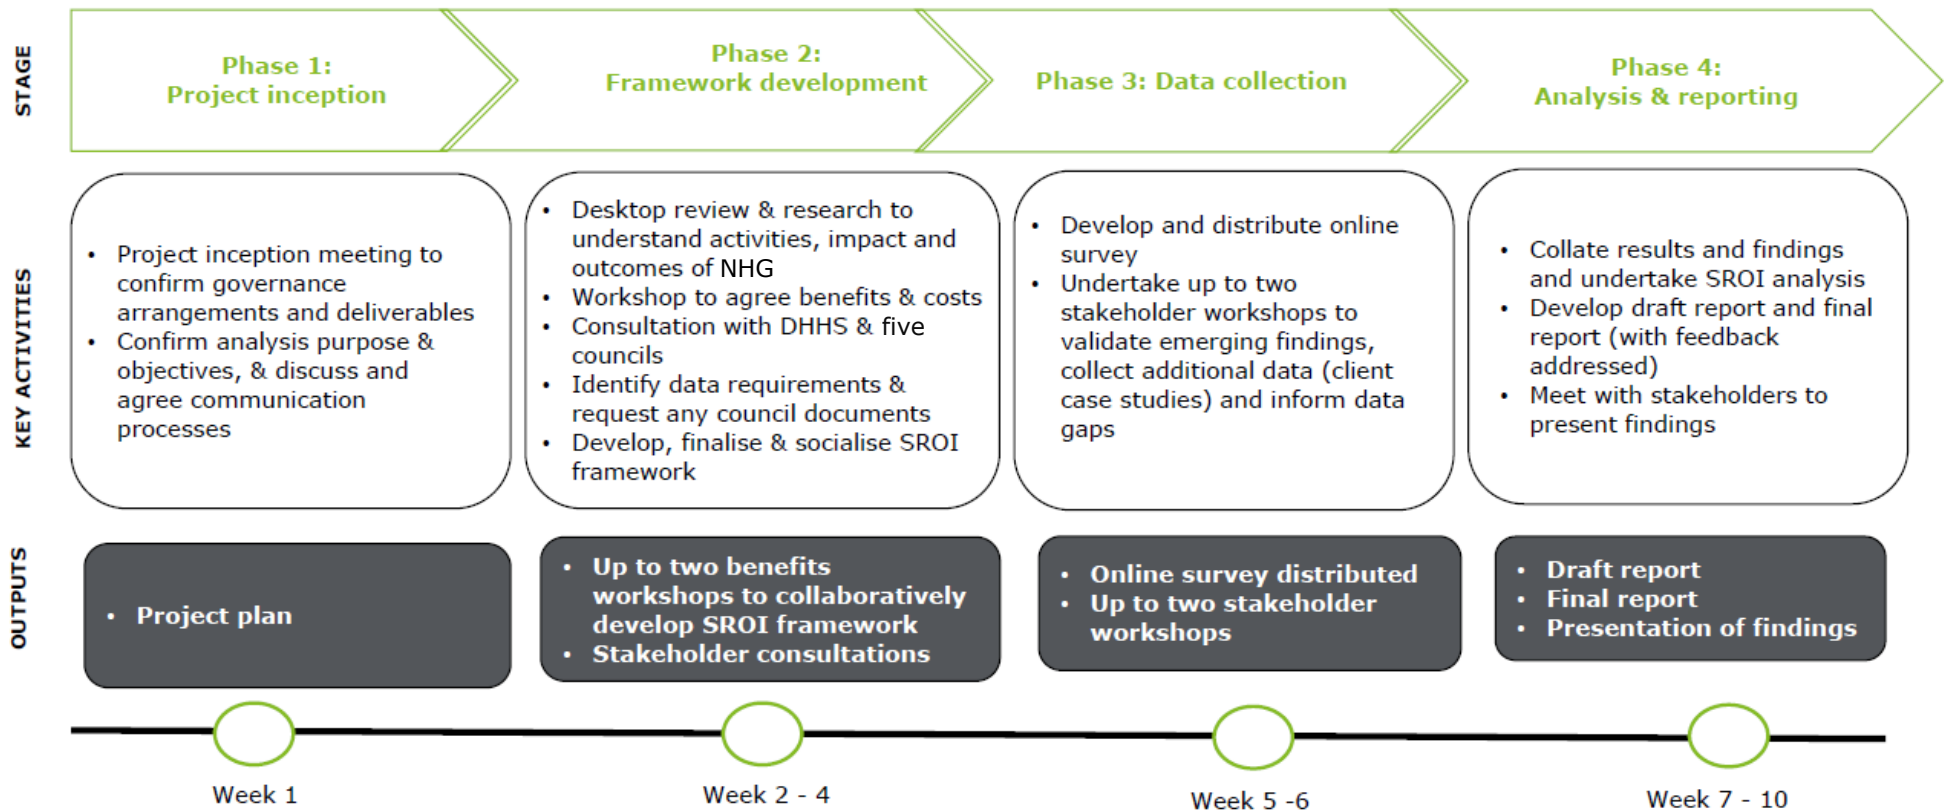 STAGE
Phase 1:
Project inception
Phase 2:
Framework development
Phase 3: Data collection
Phase 4:
Analysis & reporting
KEY ACTIVITIES
• Project inception meeting to
confirm governance
arrangements and deliverables
• Confirm analysis purpose &
objectives, & discuss and
agree communication
processes
• Desktop review & research to
understand activities, impact and
outcomes of NHG
• Workshop to agree benefits & costs
• Consultation with DHHS & five
councils
• Identify data requirements &
request any council documents
• Develop, finalise & socialise SROI
framework
• Develop and distribute online
survey
• Undertake up to two
stakeholder workshops to
validate emerging findings,
collect additional data (client
case studies) and inform data
gaps
• Collate results and findings
and undertake SROI analysis
• Develop draft report and final
report (with feedback
addressed)
• Meet with stakeholders to
present findings
OUTPUTS
• Project plan
• Up to two benefits
workshops to collaboratively
develop SROI framework
• Stakeholder consultations
• Online survey distributed
• Up to two stakeholder
workshops
• Draft report
• Final report
• Presentation of findings
Week 1
Week 2 - 4
Week 5 -6
Week 7 - 10